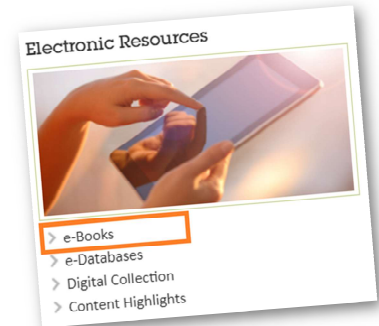 Electronic Resources
e-Books
e-Databases
Digital Collection
Content Highlights